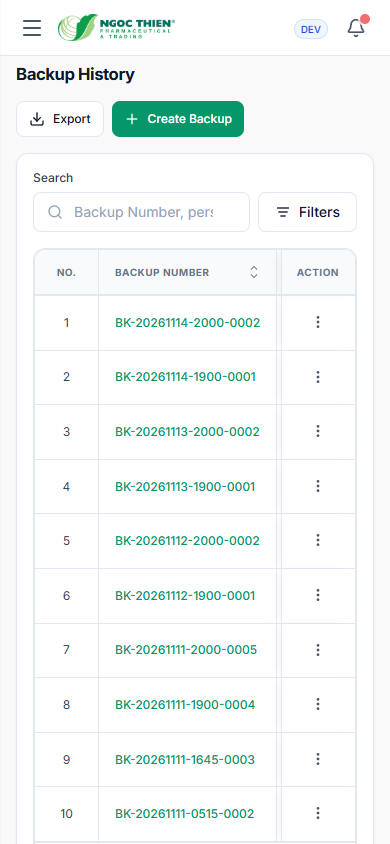 NGOC THIEN®
PHARMACEUTICAL
& TRADING
DEV
Backup History
Export
Create Backup
Search
Backup Number, pers
Filters
NO. BACKUP NUMBER ACTION
1 BK-20261114-2000-0002
2 BK-20261114-1900-0001
3 BK-20261113-2000-0002
4 BK-20261113-1900-0001
5 BK-20261112-2000-0002
6 BK-20261112-1900-0001
7 BK-20261111-2000-0005
8 BK-20261111-1900-0004
9 BK-20261111-1645-0003
10 BK-20261111-0515-0002